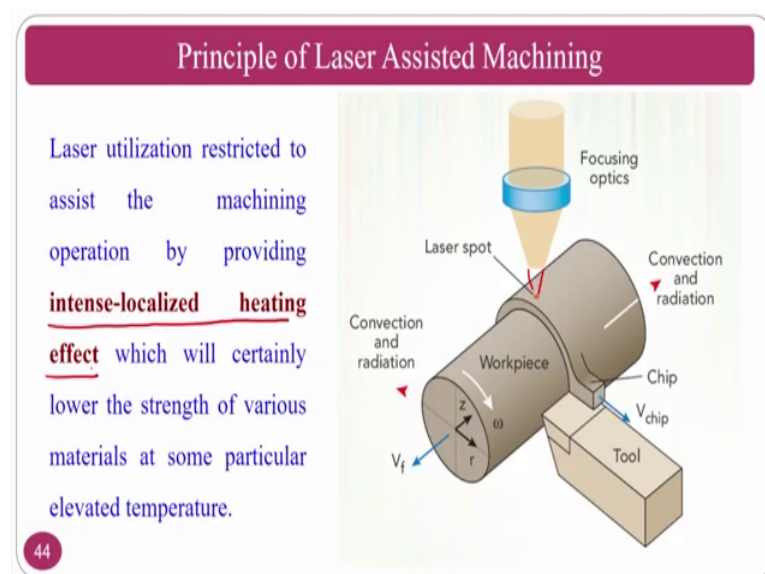 Principle of Laser Assisted Machining
Laser utilization restricted to
assist the machining
operation by providing
intense-localized heating
effect which will certainly
lower the strength of various
materials at some particular
elevated temperature.
Focusing
optics
Laser spot
Convection
and
radiation
Convection
and
radiation
Workpiece
Chip
z
ω
r
Vchip
Vf
Tool
44